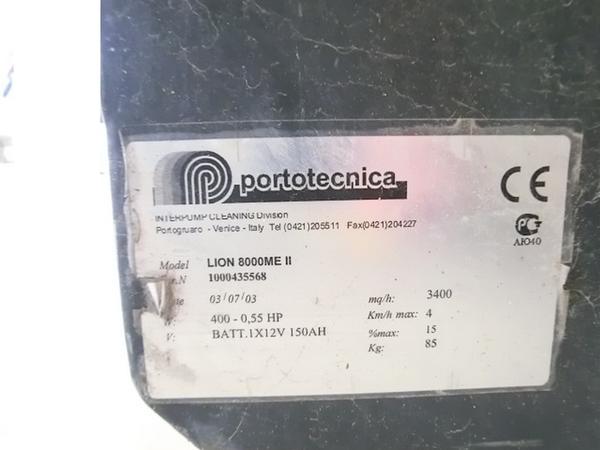 portotecnica
INTERPUMP CLEANING Division
Portogruaro - Venice - Italy Tel (0421)205511 Fax(0421)204227
CE
PG
АЮ40
Model LION 8000ME II
.N 1000435568
03/07/03 mq/h: 3400
400 - 0,55 HP Km/h max: 4
V: BATT.1X12V 150AH %max: 15
Kg: 85